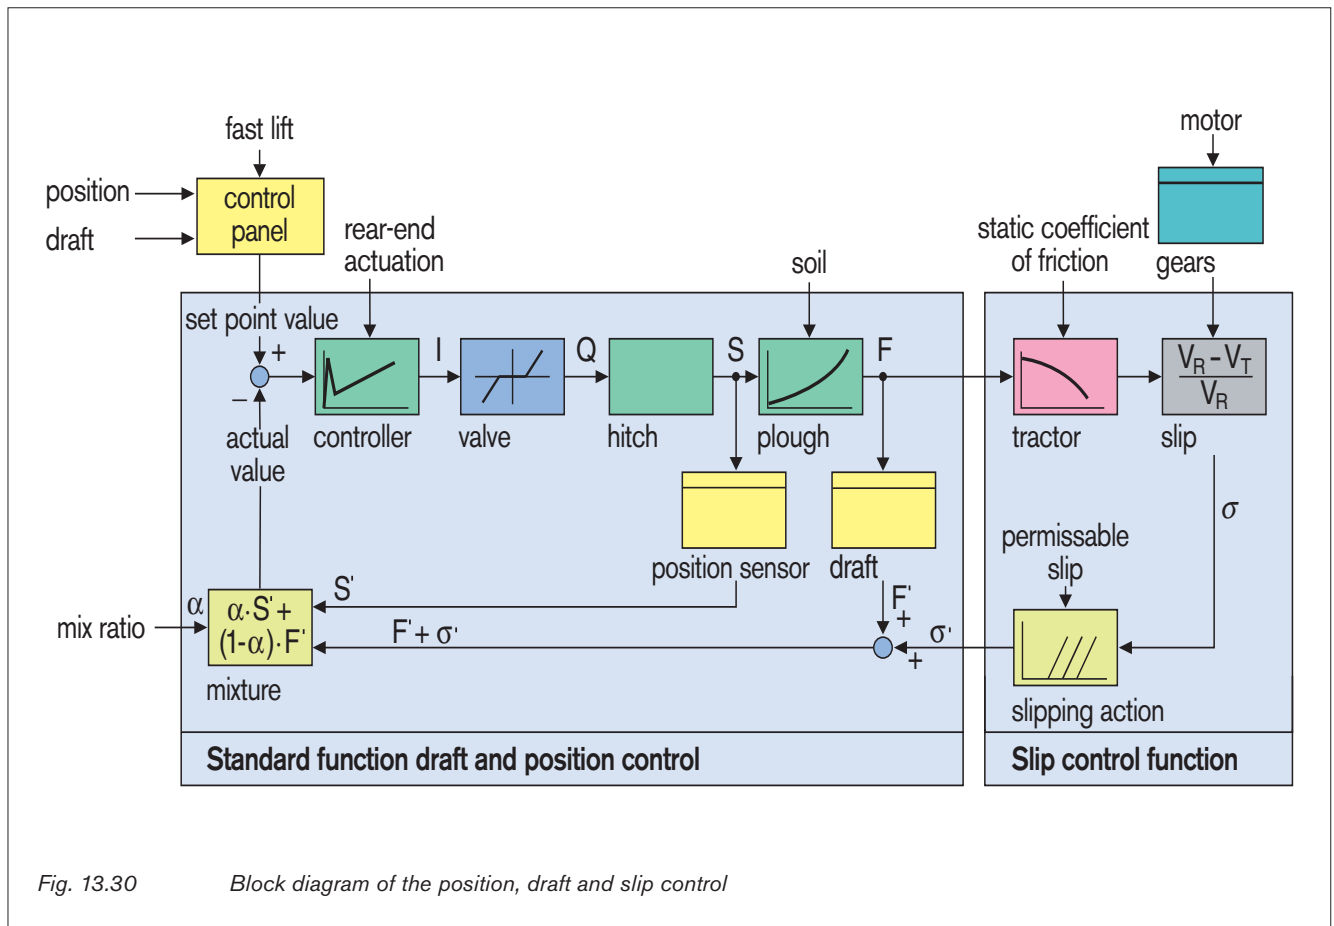 fast lift
motor
position
control
panel
draft
rear-end
actuation
static coefficient
of friction
soil
gears
set point value
+
I
Q
S
F
V_R – V_T
V_R
–
actual
value
controller
valve
hitch
plough
tractor
slip
σ
permissable
slip
position sensor
draft
S'
F'
+
α
mix ratio
α·S' +
(1-α)·F'
F' + σ'
σ'
+
mixture
slipping action
Standard function draft and position control
Slip control function
Fig. 13.30 Block diagram of the position, draft and slip control